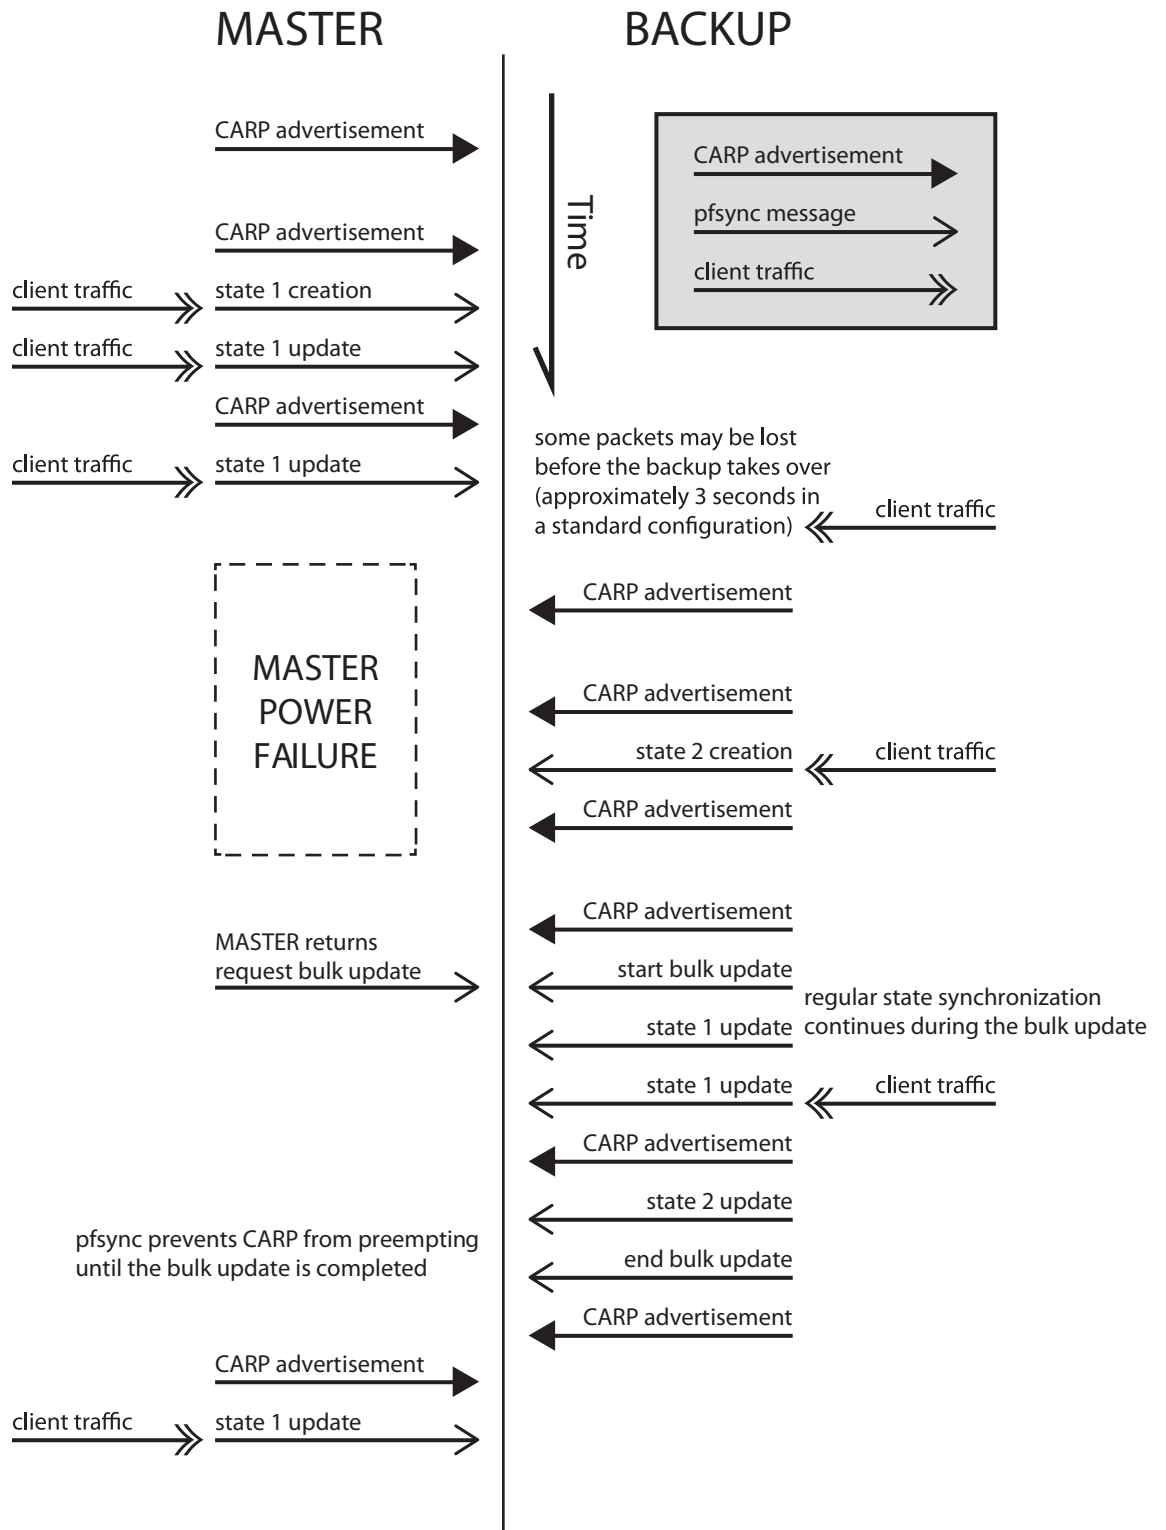 MASTER
BACKUP
CARP advertisement
CARP advertisement
pfsync message
client traffic
Time
CARP advertisement
client traffic
state 1 creation
client traffic
state 1 update
CARP advertisement
client traffic
state 1 update
some packets may be lost
before the backup takes over
(approximately 3 seconds in
a standard configuration)
client traffic
CARP advertisement
MASTER
POWER
FAILURE
CARP advertisement
state 2 creation
client traffic
CARP advertisement
CARP advertisement
MASTER returns
request bulk update
start bulk update
regular state synchronization
continues during the bulk update
state 1 update
state 1 update
client traffic
CARP advertisement
state 2 update
pfsync prevents CARP from preempting
until the bulk update is completed
end bulk update
CARP advertisement
CARP advertisement
client traffic
state 1 update